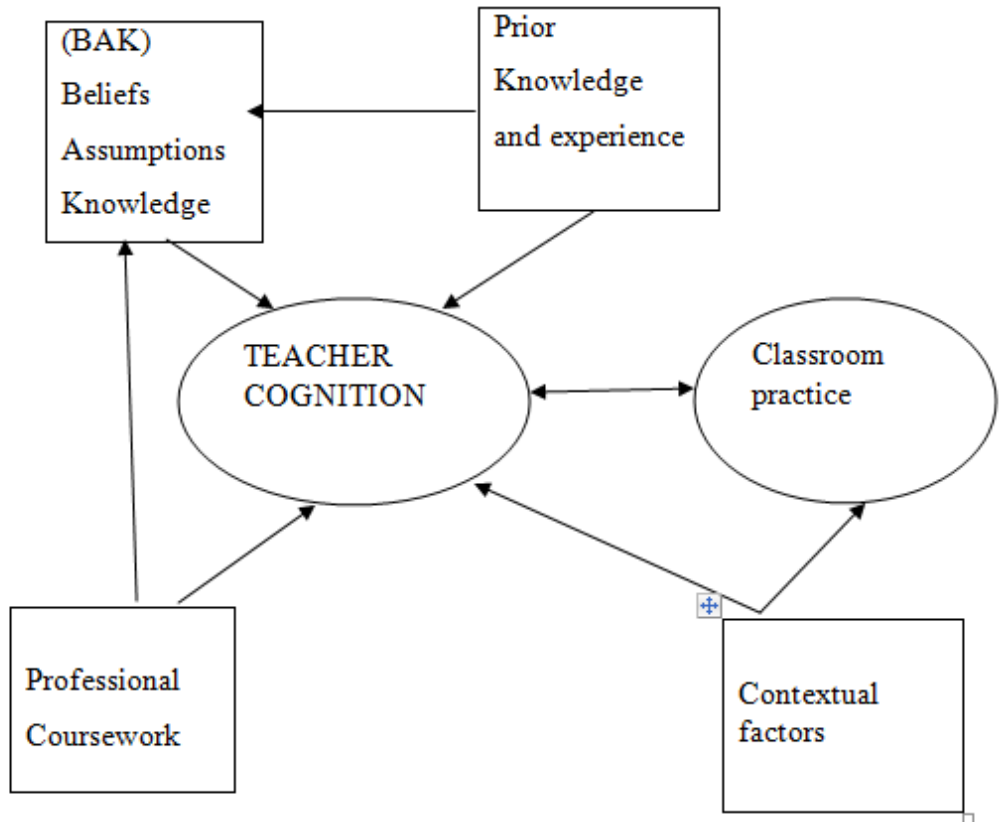 (BAK)
Beliefs
Assumptions
Knowledge
Prior
Knowledge
and experience
TEACHER
COGNITION
Classroom
practice
Professional
Coursework
Contextual
factors